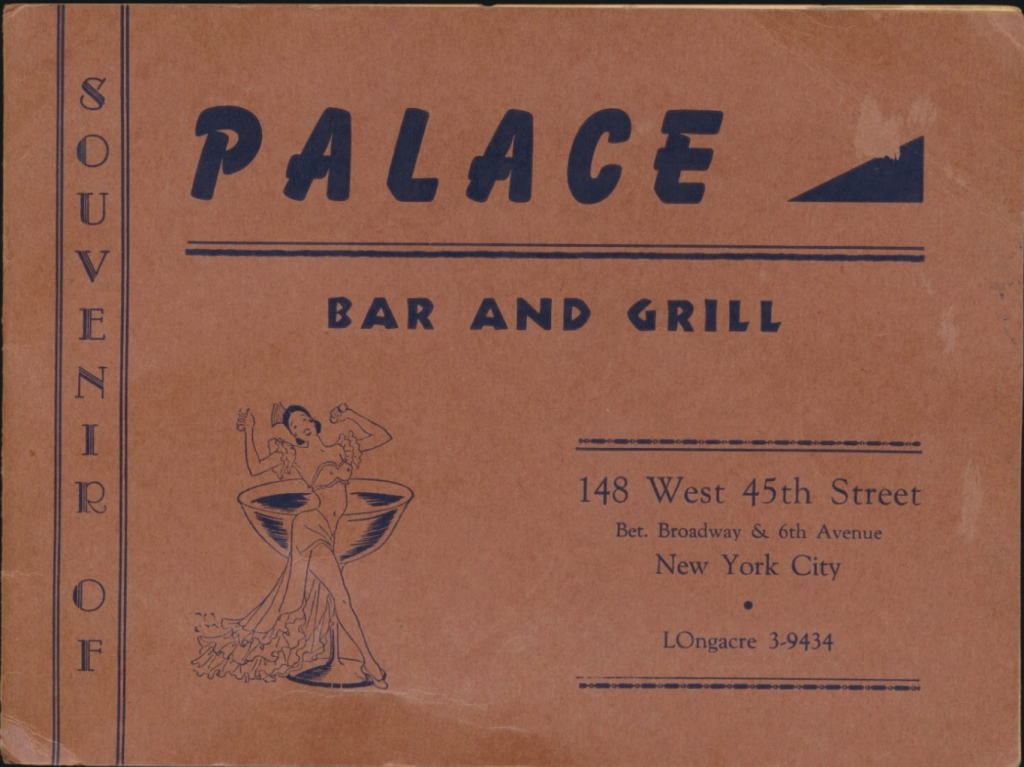 SOUVENIR OF
PALACE
BAR AND GRILL
148 West 45th Street
Bet. Broadway & 6th Avenue
New York City
•
LOngacre 3-9434